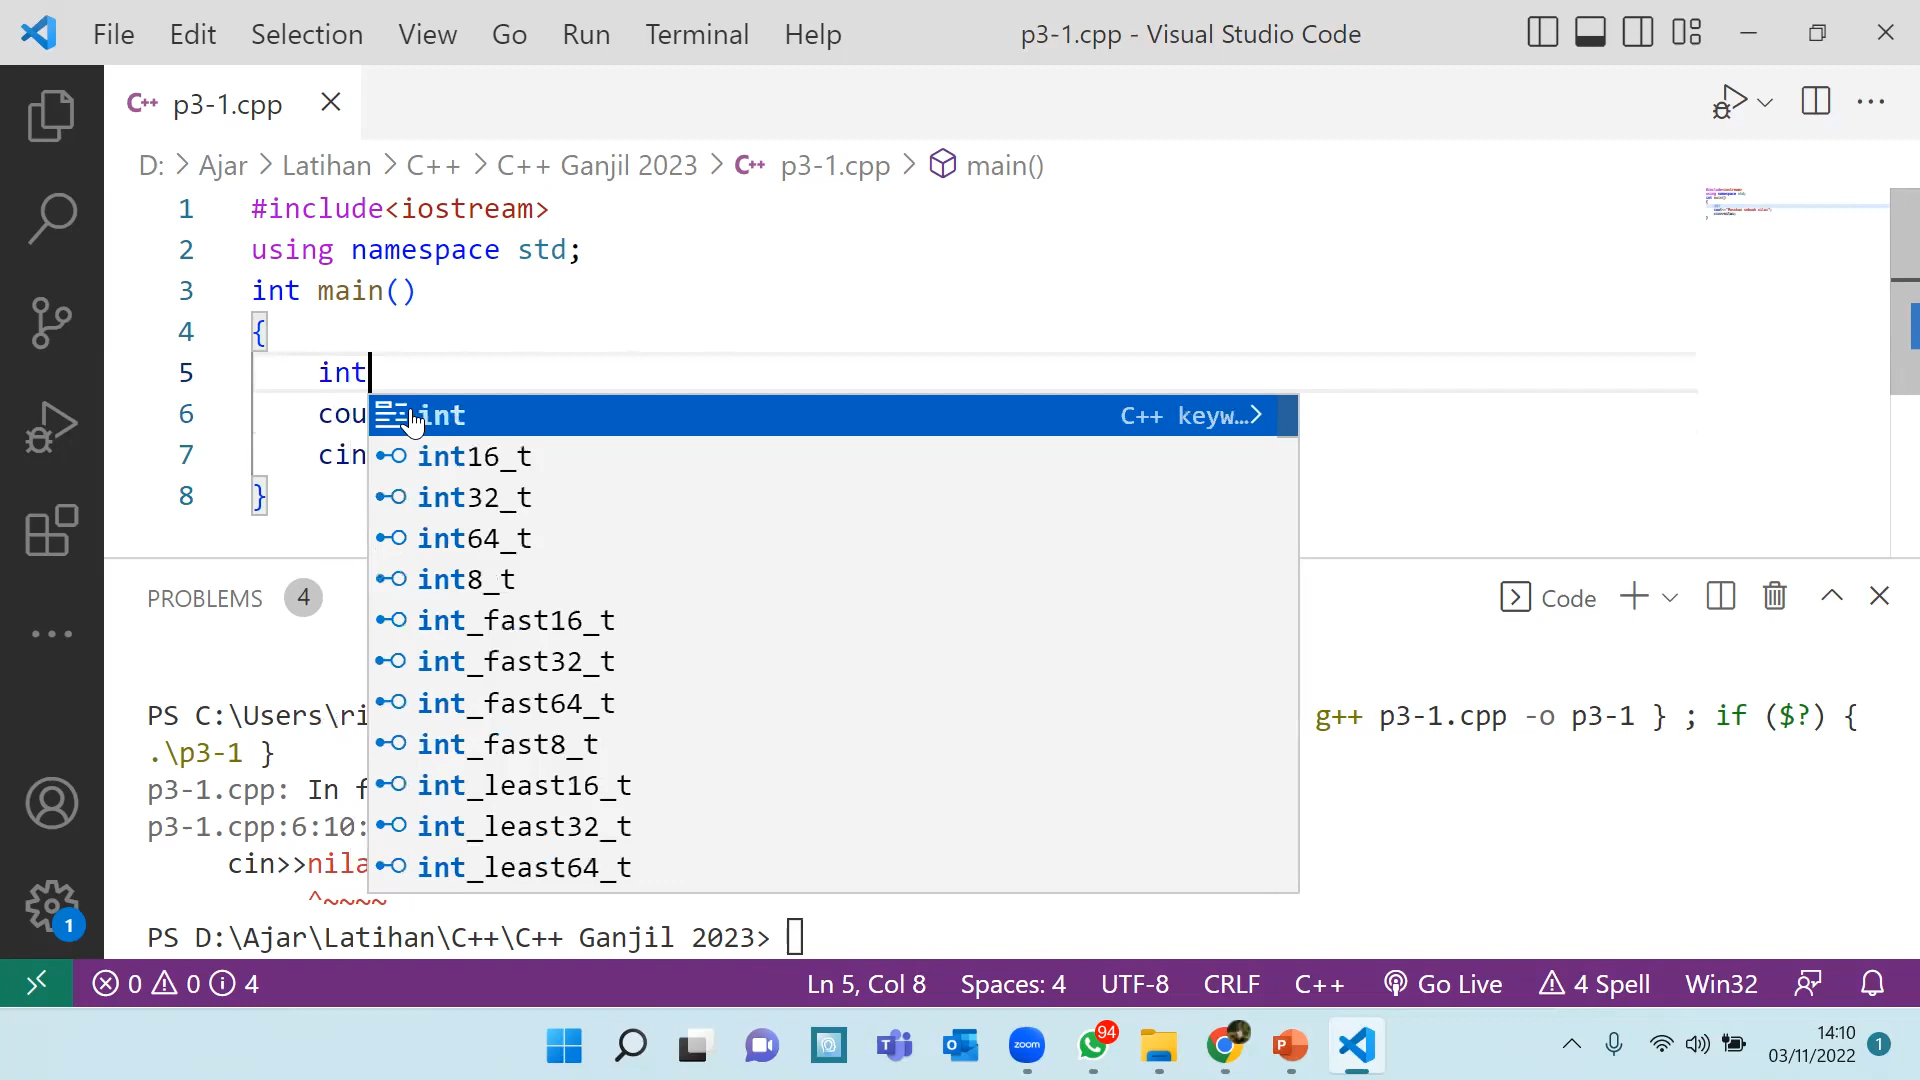 File Edit Selection View Go Run Terminal Help p3-1.cpp - Visual Studio Code
C++ p3-1.cpp
D: > Ajar > Latihan > C++ > C++ Ganjil 2023 > C++ p3-1.cpp > main()
1 #include<iostream>
2 using namespace std;
3 int main()
4 {
5 int
6 cou
7 cin
8 }
int C++ keyw...
int16_t
int32_t
int64_t
int8_t
int_fast16_t
int_fast32_t
int_fast64_t
int_fast8_t
int_least16_t
int_least32_t
int_least64_t
PROBLEMS 4 Code
PS C:\Users\ri g++ p3-1.cpp -o p3-1 } ; if ($?) {
.\p3-1 }
p3-1.cpp: In f
p3-1.cpp:6:10:
cin>>nila
^~~~~
PS D:\Ajar\Latihan\C++\C++ Ganjil 2023>
1
0 0 4 Ln 5, Col 8 Spaces: 4 UTF-8 CRLF C++ Go Live 4 Spell Win32
zoom 94 14:10
03/11/2022 1